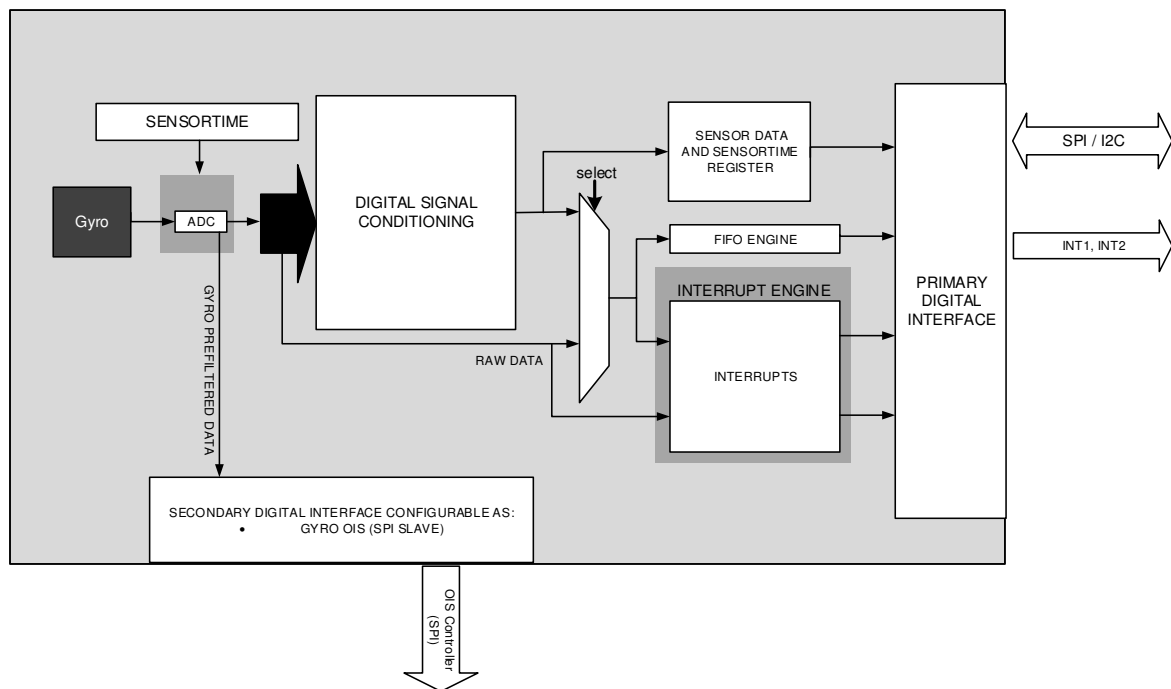 SENSORTIME
Gyro
ADC
DIGITAL SIGNAL
CONDITIONING
select
SENSOR DATA
AND SENSORTIME
REGISTER
FIFO ENGINE
INTERRUPT ENGINE
INTERRUPTS
PRIMARY
DIGITAL
INTERFACE
SPI / I2C
INT1, INT2
RAW DATA
GYRO PREFILTERED DATA
SECONDARY DIGITAL INTERFACE CONFIGURABLE AS:
• GYRO OIS (SPI SLAVE)
OIS Controller
(SPI)